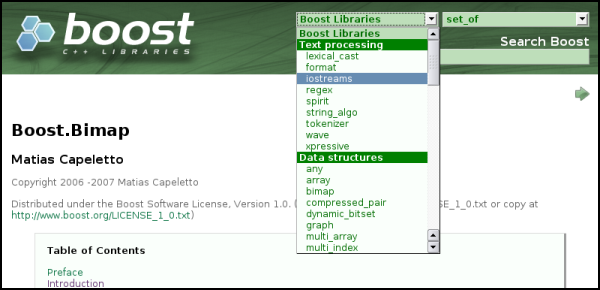 boost
C++ LIBRARIES
Boost Libraries
set_of
Search Boost
Boost Libraries
Text processing
lexical_cast
format
iostreams
regex
spirit
string_algo
tokenizer
wave
xpressive
Data structures
any
array
bimap
compressed_pair
dynamic_bitset
graph
multi_array
multi_index
Boost.Bimap
Matias Capeletto
Copyright 2006 -2007 Matias Capeletto
Distributed under the Boost Software License, Version 1.0. ( E_1_0.txt or copy at
http://www.boost.org/LICENSE_1_0.txt)
Table of Contents
Preface
Introduction